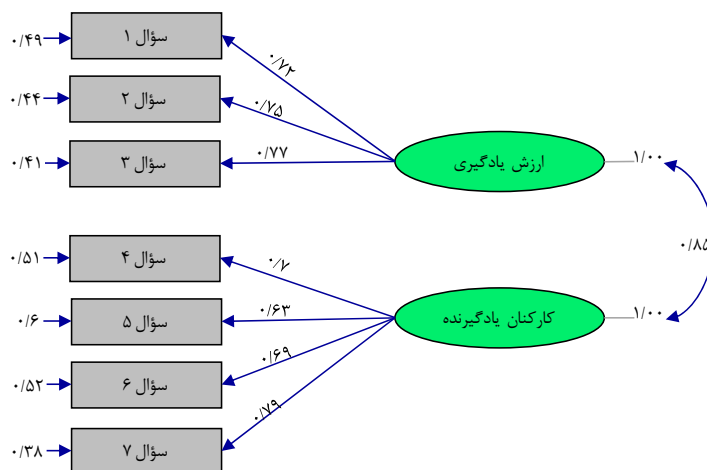 ۰/۴۹
سؤال ۱
۰/۷۲
۰/۴۴
سؤال ۲
۰/۷۵
۰/۴۱
سؤال ۳
۰/۷۷
ارزش یادگیری
۱/۰۰
۰/۸۵
۰/۵۱
سؤال ۴
۰/۷
۰/۶
سؤال ۵
۰/۶۳
کارکنان یادگیرنده
۱/۰۰
۰/۵۲
سؤال ۶
۰/۶۹
۰/۳۸
سؤال ۷
۰/۷۹